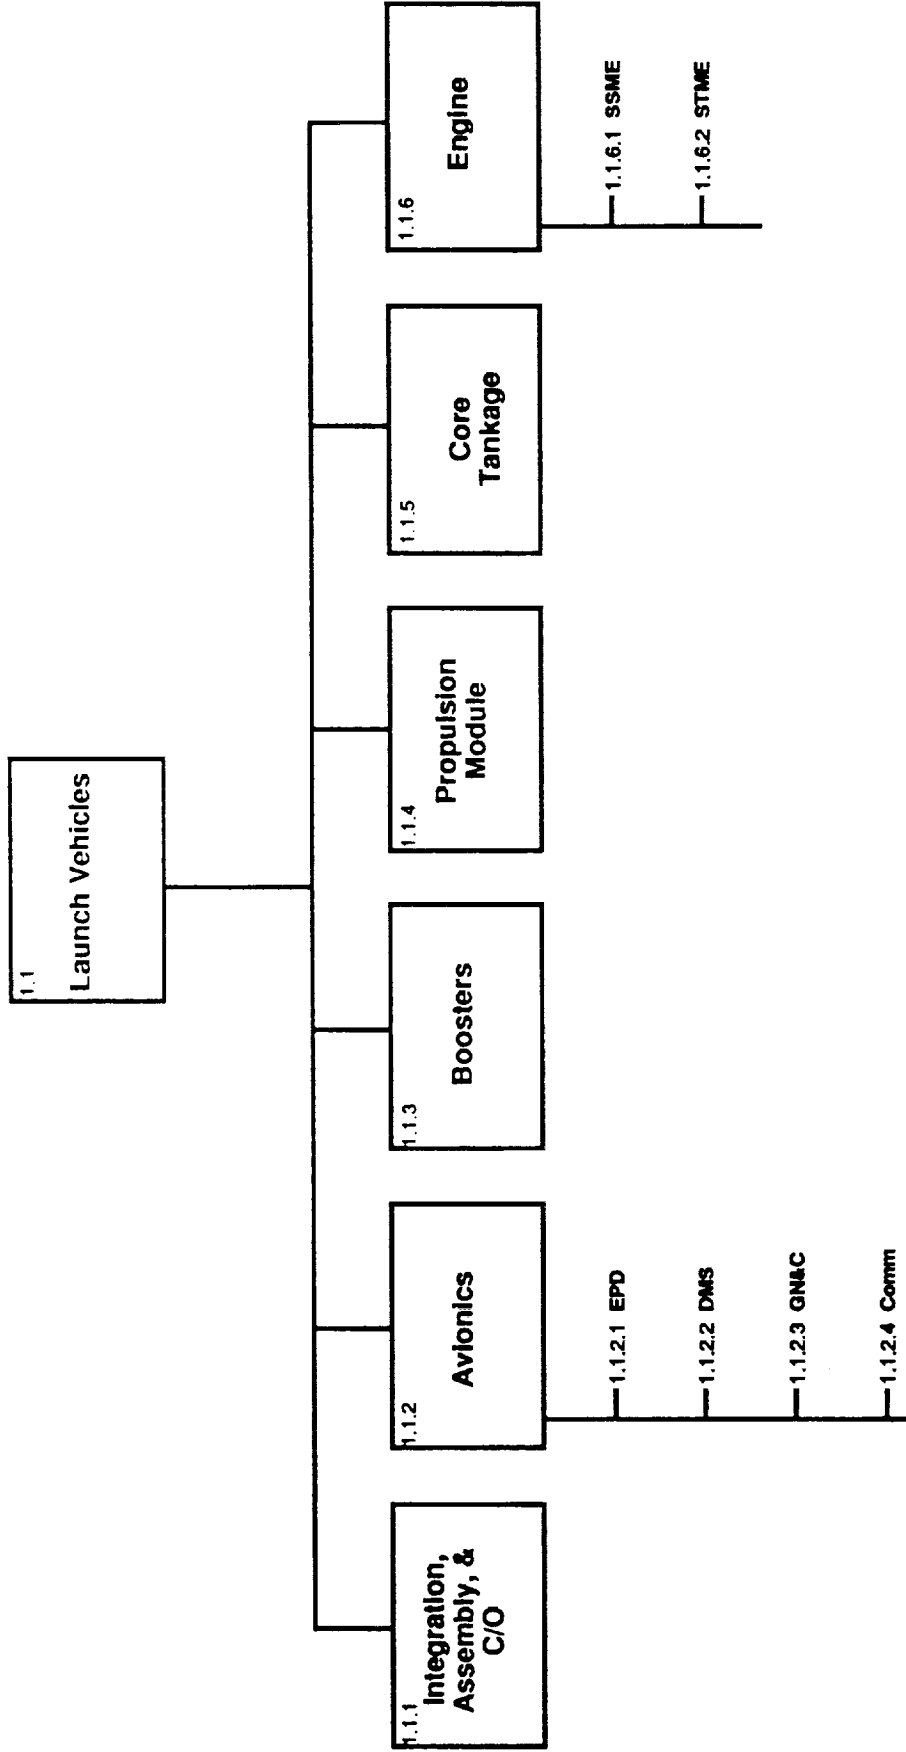 1.1
Launch Vehicles
1.1.1
Integration,
Assembly, &
C/O
1.1.2
Avionics
1.1.2.1 EPD
1.1.2.2 DMS
1.1.2.3 GN&C
1.1.2.4 Comm
1.1.3
Boosters
1.1.4
Propulsion
Module
1.1.5
Core
Tankage
1.1.6
Engine
1.1.6.1 SSME
1.1.6.2 STME